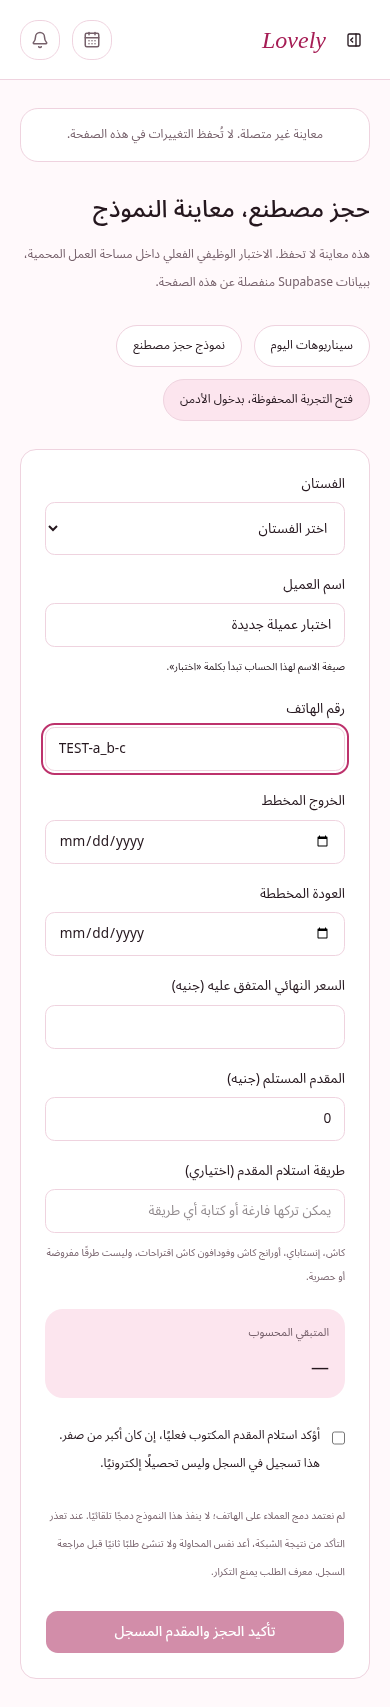 Lovely
معاينة غير متصلة. لا تُحفظ التغييرات في هذه الصفحة.
حجز مصطنع، معاينة النموذج
هذه معاينة لا تحفظ. الاختبار الوظيفي الفعلي داخل مساحة العمل المحمية،
ببيانات Supabase منفصلة عن هذه الصفحة.
سيناريوهات اليوم
نموذج حجز مصطنع
فتح التجربة المحفوظة، بدخول الأدمن
الفستان
اختر الفستان
اسم العميل
اختبار عميلة جديدة
صيغة الاسم لهذا الحساب تبدأ بكلمة «اختبار».
رقم الهاتف
TEST-a_b-c
الخروج المخطط
mm/dd/yyyy
العودة المخططة
mm/dd/yyyy
السعر النهائي المتفق عليه (جنيه)
المقدم المستلم (جنيه)
0
طريقة استلام المقدم (اختياري)
يمكن تركها فارغة أو كتابة أي طريقة
كاش، إنستاباي، أورانج كاش وفودافون كاش اقتراحات، وليست طرقًا مفروضة
أو حصرية.
المتبقي المحسوب
—
أؤكد استلام المقدم المكتوب فعليًا، إن كان أكبر من صفر.
هذا تسجيل في السجل وليس تحصيلًا إلكترونيًا.
لم نعتمد دمج العملاء على الهاتف؛ لا ينفذ هذا النموذج دمجًا تلقائيًا. عند تعذر
التأكد من نتيجة الشبكة، أعد نفس المحاولة ولا تنشئ طلبًا ثانيًا قبل مراجعة
السجل. معرف الطلب يمنع التكرار.
تأكيد الحجز والمقدم المسجل